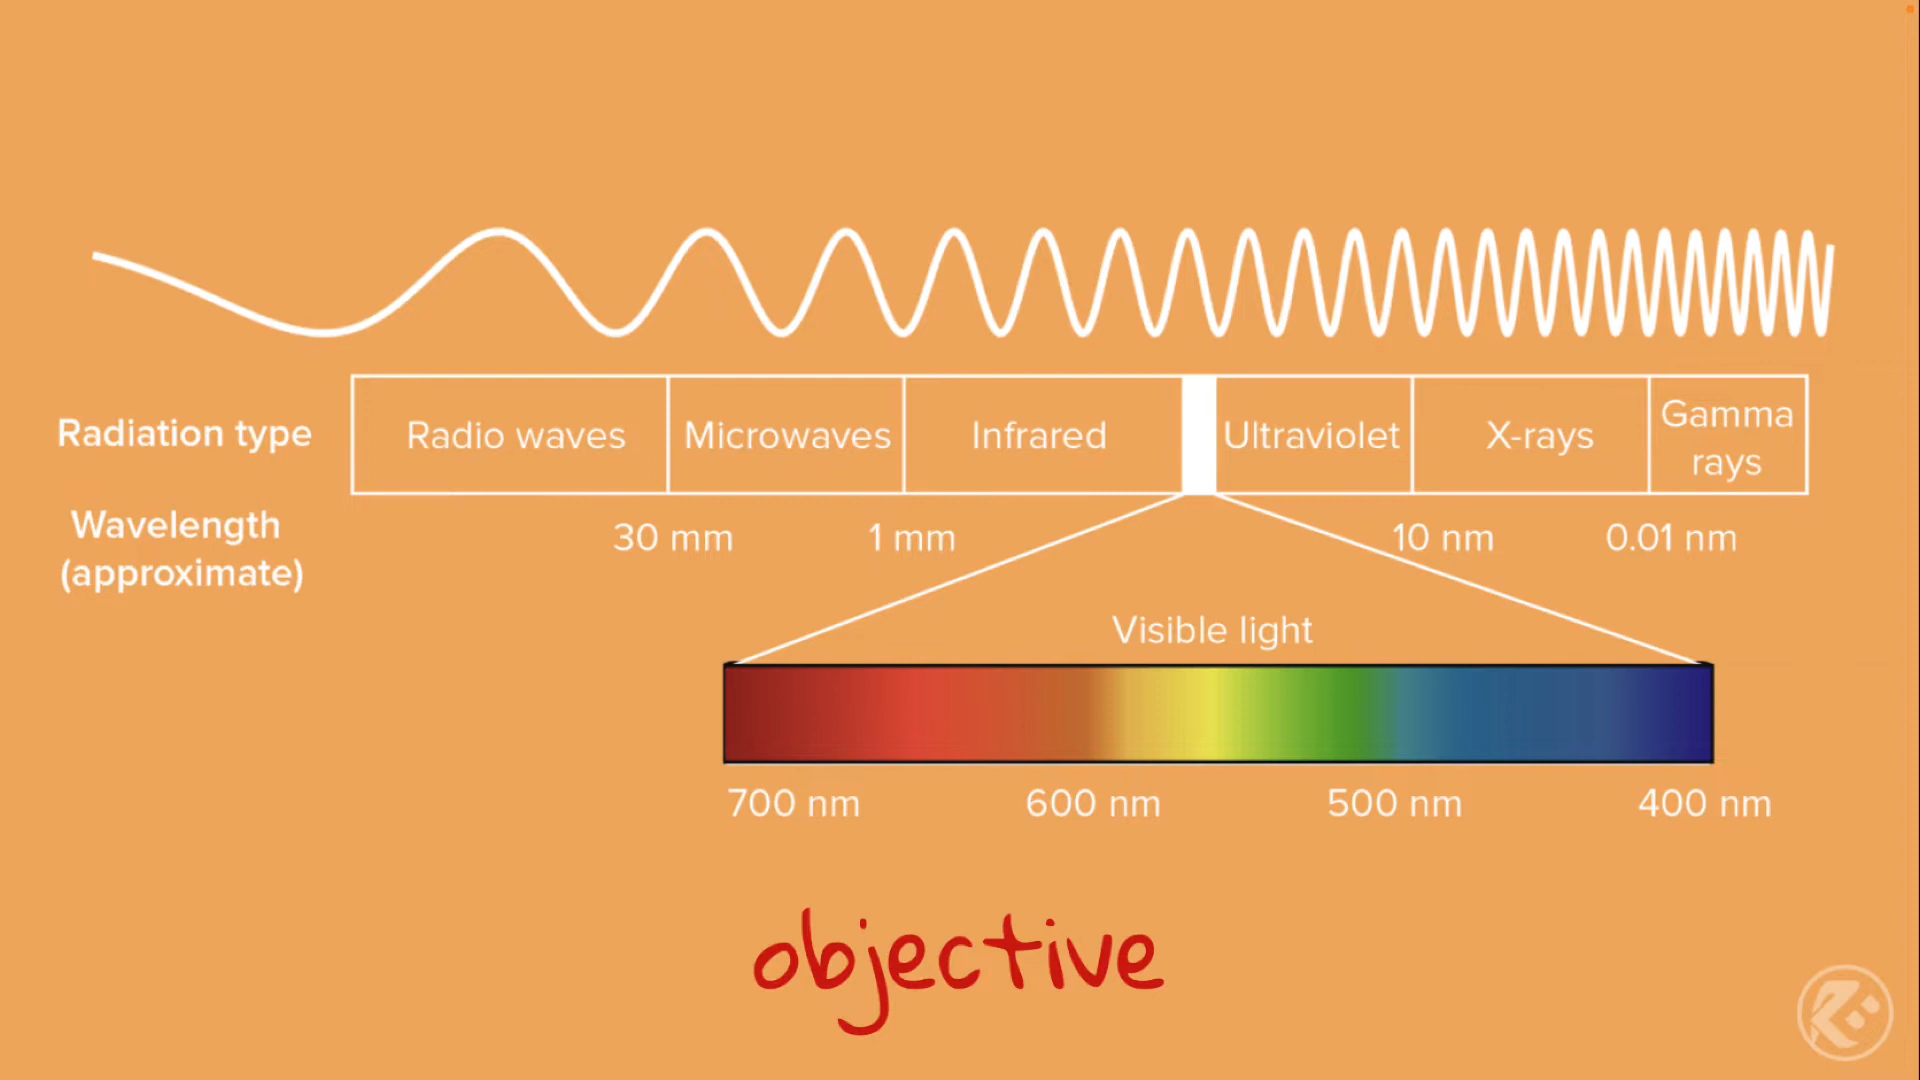 Radiation type
Radio waves
Microwaves
Infrared
Ultraviolet
X-rays
Gamma
rays
Wavelength
(approximate)
30 mm
1 mm
10 nm
0.01 nm
Visible light
700 nm
600 nm
500 nm
400 nm
objective